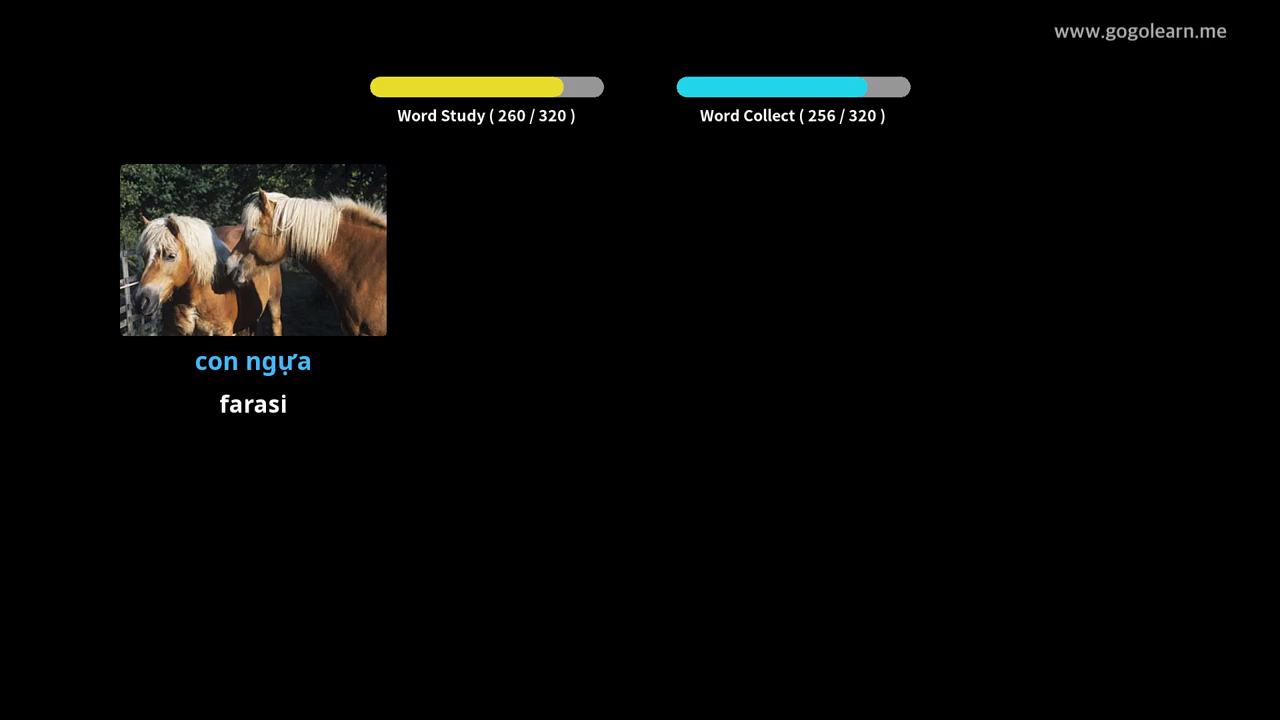 www.gogolearn.me
Word Study ( 260 / 320 )
Word Collect ( 256 / 320 )
con ngựa
farasi